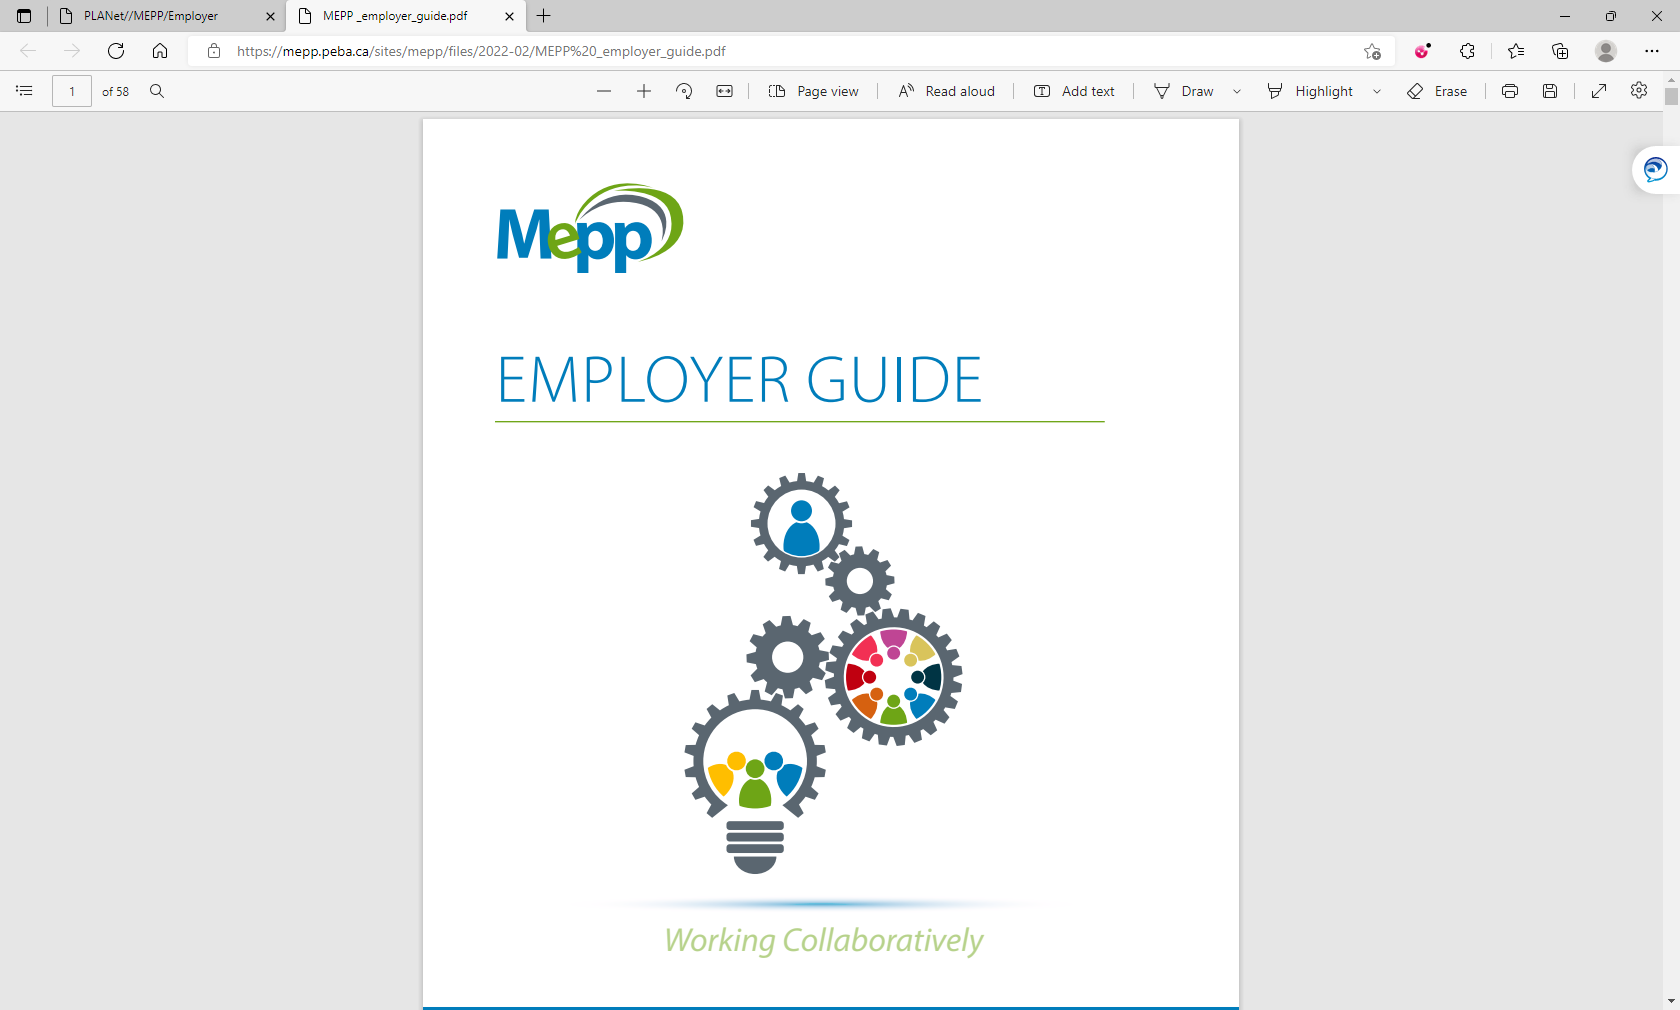 PLANet//MEPP/Employer
MEPP _employer_guide.pdf
https://mepp.peba.ca/sites/mepp/files/2022-02/MEPP%20_employer_guide.pdf
1 of 58
Page view
Read aloud
Add text
Draw
Highlight
Erase
Mepp
EMPLOYER GUIDE
Working Collaboratively